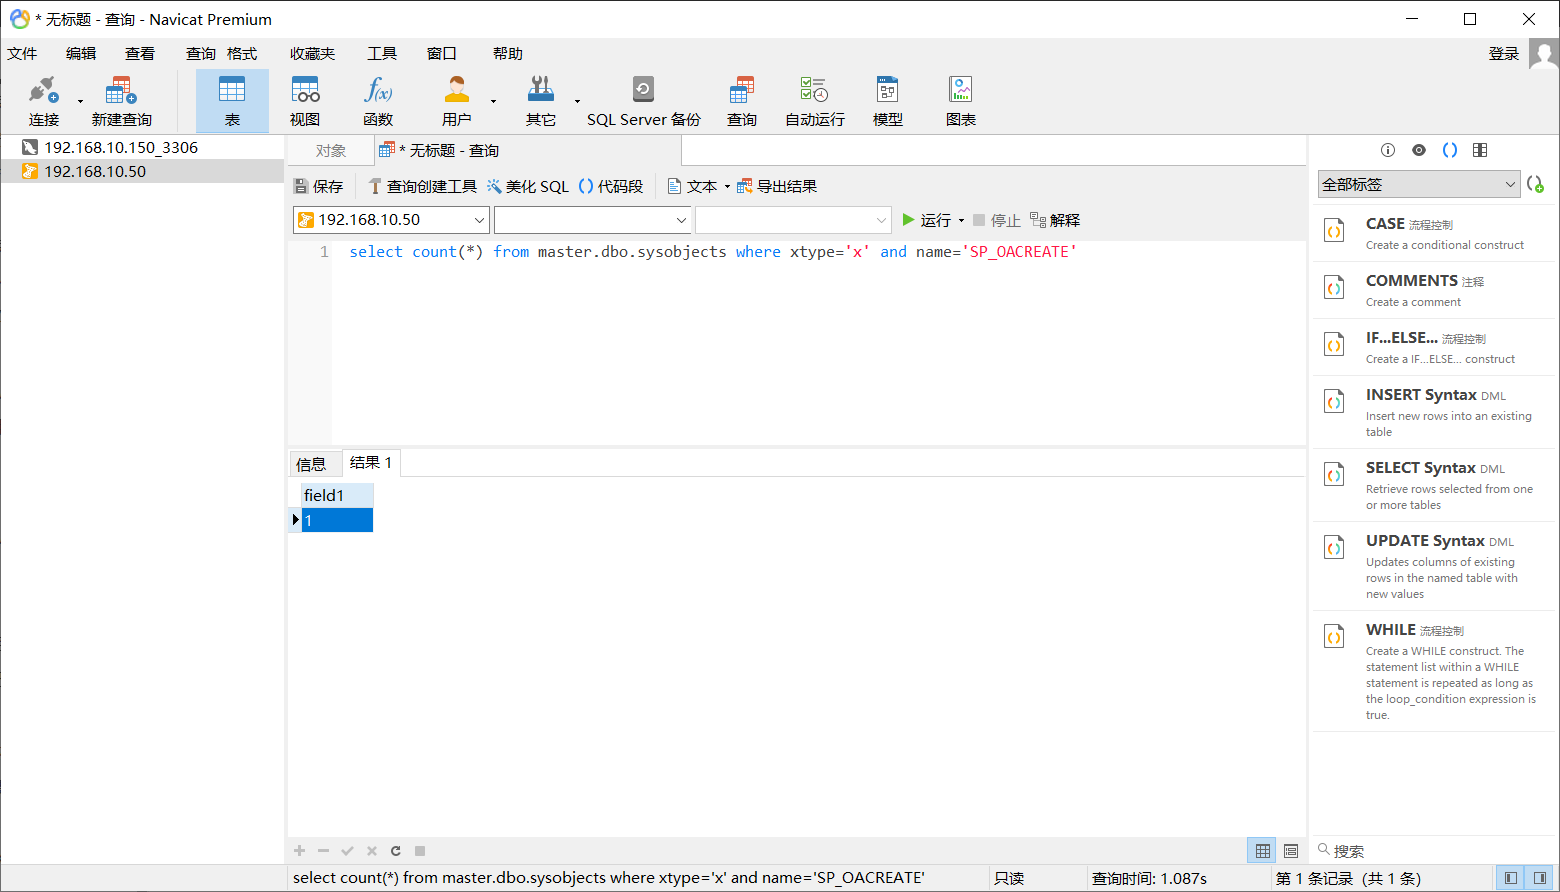 * 无标题 - 查询 - Navicat Premium
文件 编辑 查看 查询 格式 收藏夹 工具 窗口 帮助 登录
连接 新建查询 表 视图 函数 用户 其它 SQL Server 备份 查询 自动运行 模型 图表
192.168.10.150_3306
192.168.10.50
对象 * 无标题 - 查询
保存 查询创建工具 美化 SQL 代码段 文本 导出结果
192.168.10.50 运行 停止 解释
1 select count(*) from master.dbo.sysobjects where xtype='x' and name='SP_OACREATE'
信息 结果 1
field1
1
全部标签
CASE 流程控制
Create a conditional construct
COMMENTS 注释
Create a comment
IF...ELSE... 流程控制
Create a IF...ELSE... construct
INSERT Syntax DML
Insert new rows into an existing
table
SELECT Syntax DML
Retrieve rows selected from one
or more tables
UPDATE Syntax DML
Updates columns of existing
rows in the named table with
new values
WHILE 流程控制
Create a WHILE construct. The
statement list within a WHILE
statement is repeated as long as
the loop_condition expression is
true.
搜索
select count(*) from master.dbo.sysobjects where xtype='x' and name='SP_OACREATE' 只读 查询时间: 1.087s 第 1 条记录 (共 1 条)